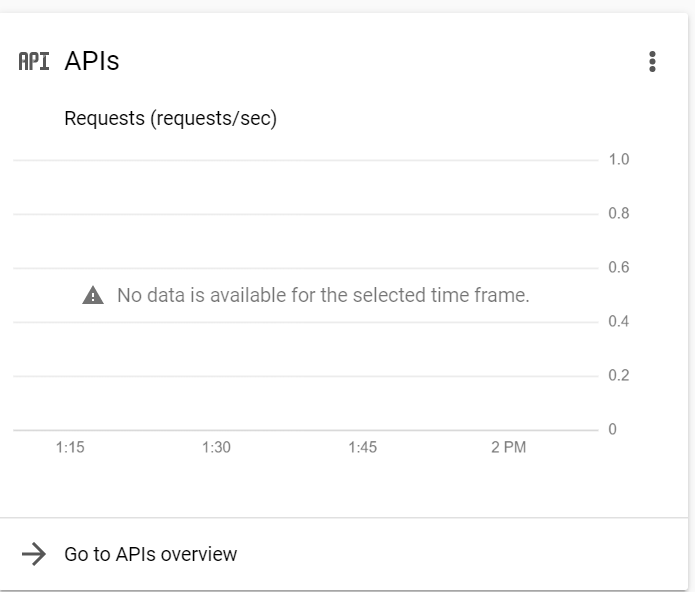 API APIs
Requests (requests/sec)
1.0
0.8
0.6
No data is available for the selected time frame.
0.4
0.2
0
1:15 1:30 1:45 2 PM
Go to APIs overview